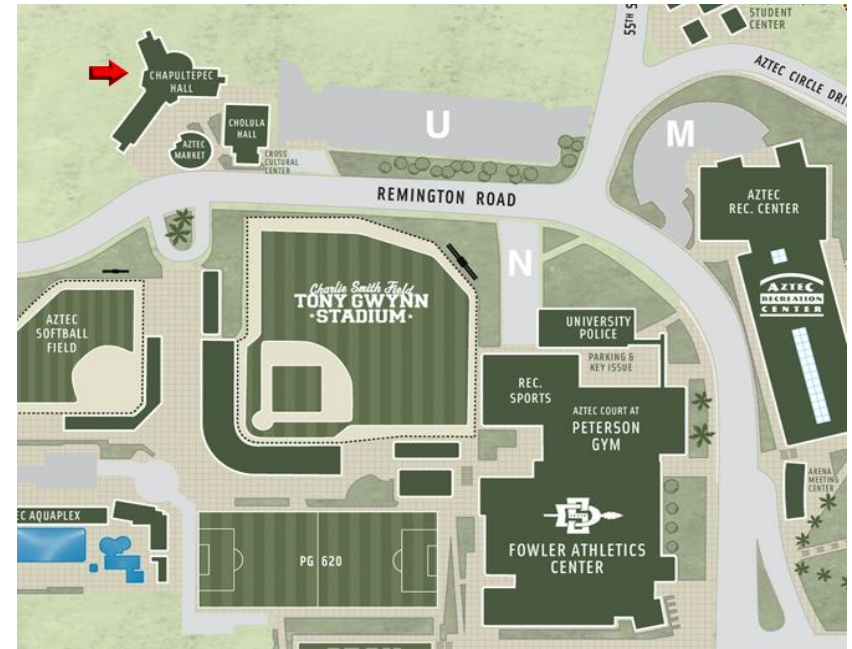 STUDENT
CENTER
55TH S
AZTEC CIRCLE DRI
CHAPULTEPEC
HALL
CHOLULA
HALL
AZTEC
MARKET
CROSS
CULTURAL
CENTER
U
M
REMINGTON ROAD
AZTEC
REC. CENTER
N
AZTEC
RECREATION
CENTER
Charlie Smith Field
TONY GWYNN
STADIUM
AZTEC
SOFTBALL
FIELD
UNIVERSITY
POLICE
PARKING &
KEY ISSUE
REC.
SPORTS
AZTEC COURT AT
PETERSON
GYM
ARENA
MEETING
CENTER
EC AQUAPLEX
PG 620
FOWLER ATHLETICS
CENTER